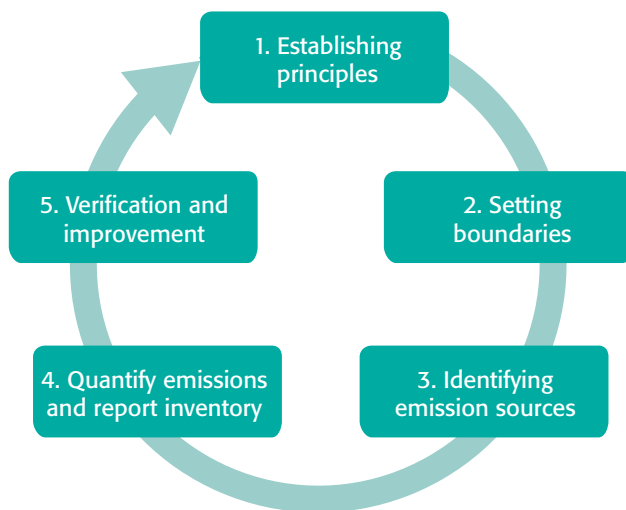 1. Establishing
principles
2. Setting
boundaries
3. Identifying
emission sources
4. Quantify emissions
and report inventory
5. Verification and
improvement